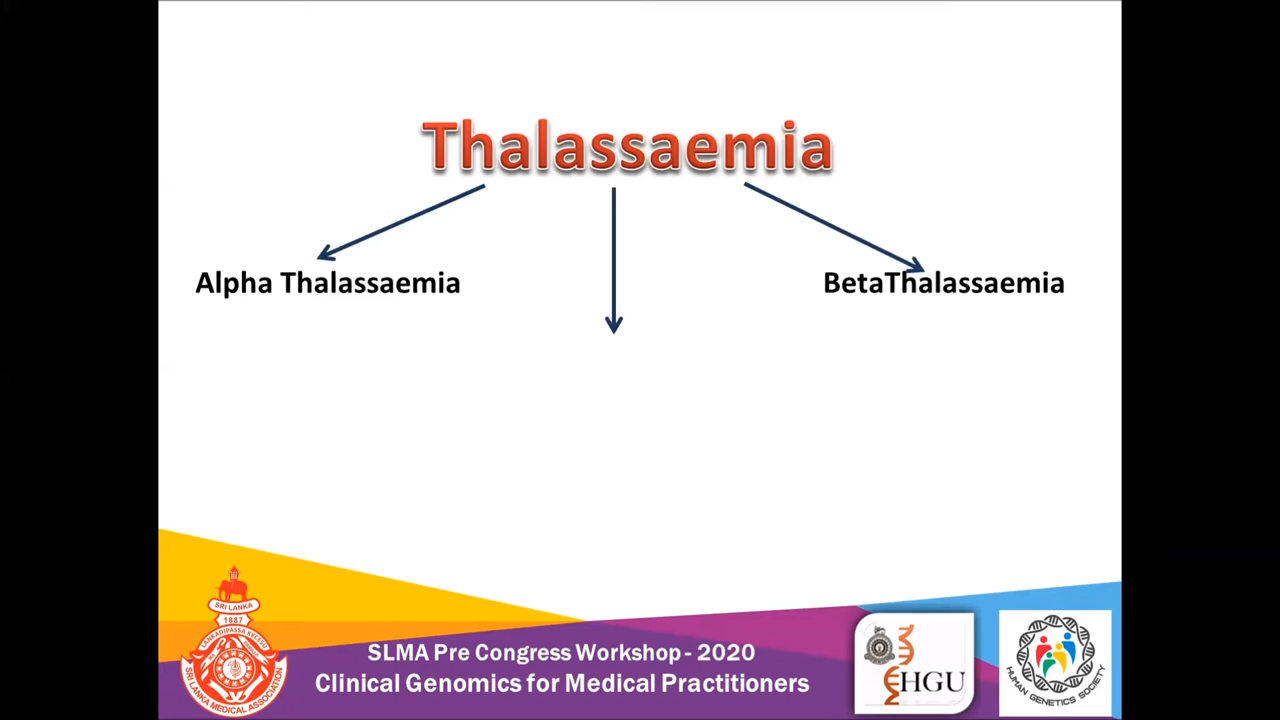 Thalassaemia
Alpha Thalassaemia
BetaThalassaemia
SRI LANKA
1887
SRI LANKA MEDICAL ASSOCIATION
SLMA Pre Congress Workshop - 2020
Clinical Genomics for Medical Practitioners
HGU
HUMAN GENETICS SOCIETY